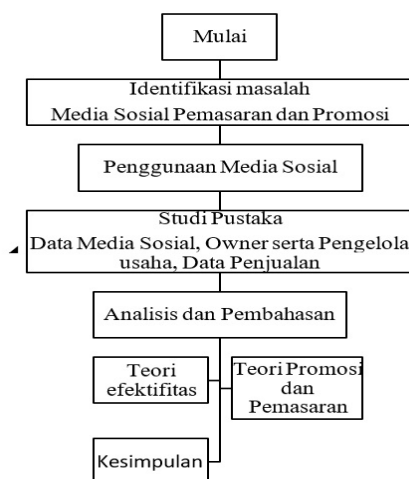 Mulai
Identifikasi masalah
Media Sosial Pemasaran dan Promosi
Penggunaan Media Sosial
Studi Pustaka
Data Media Sosial, Owner serta Pengelola
usaha, Data Penjualan
Analisis dan Pembahasan
Teori
efektifitas
Teori Promosi
dan
Pemasaran
Kesimpulan